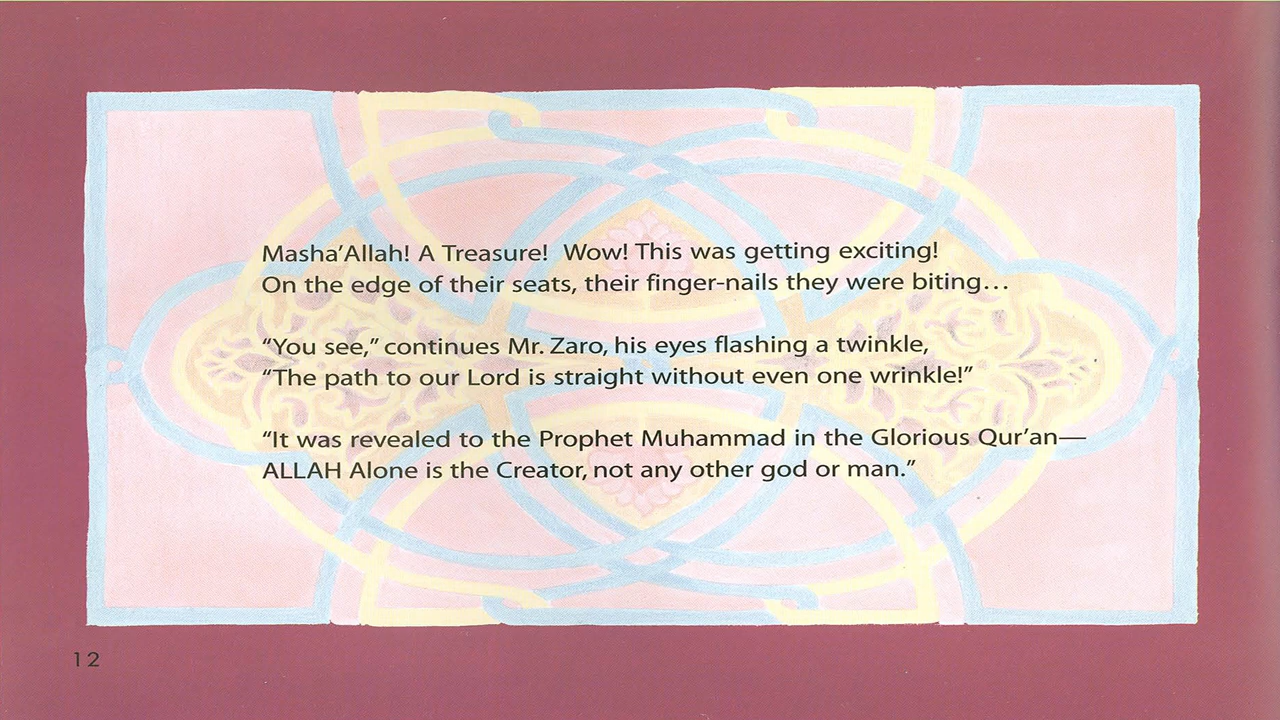 Masha'Allah! A Treasure!  Wow! This was getting exciting!
On the edge of their seats, their finger-nails they were biting…
“You see,” continues Mr. Zaro, his eyes flashing a twinkle,
“The path to our Lord is straight without even one wrinkle!”
“It was revealed to the Prophet Muhammad in the Glorious Qur'an—
ALLAH Alone is the Creator, not any other god or man.”
12